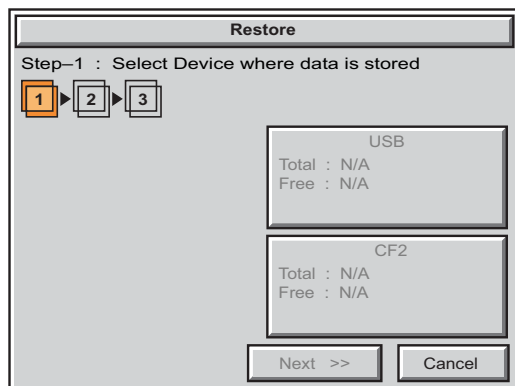 Restore
Step–1 : Select Device where data is stored
1 2 3
USB
Total : N/A
Free : N/A
CF2
Total : N/A
Free : N/A
Next >> Cancel